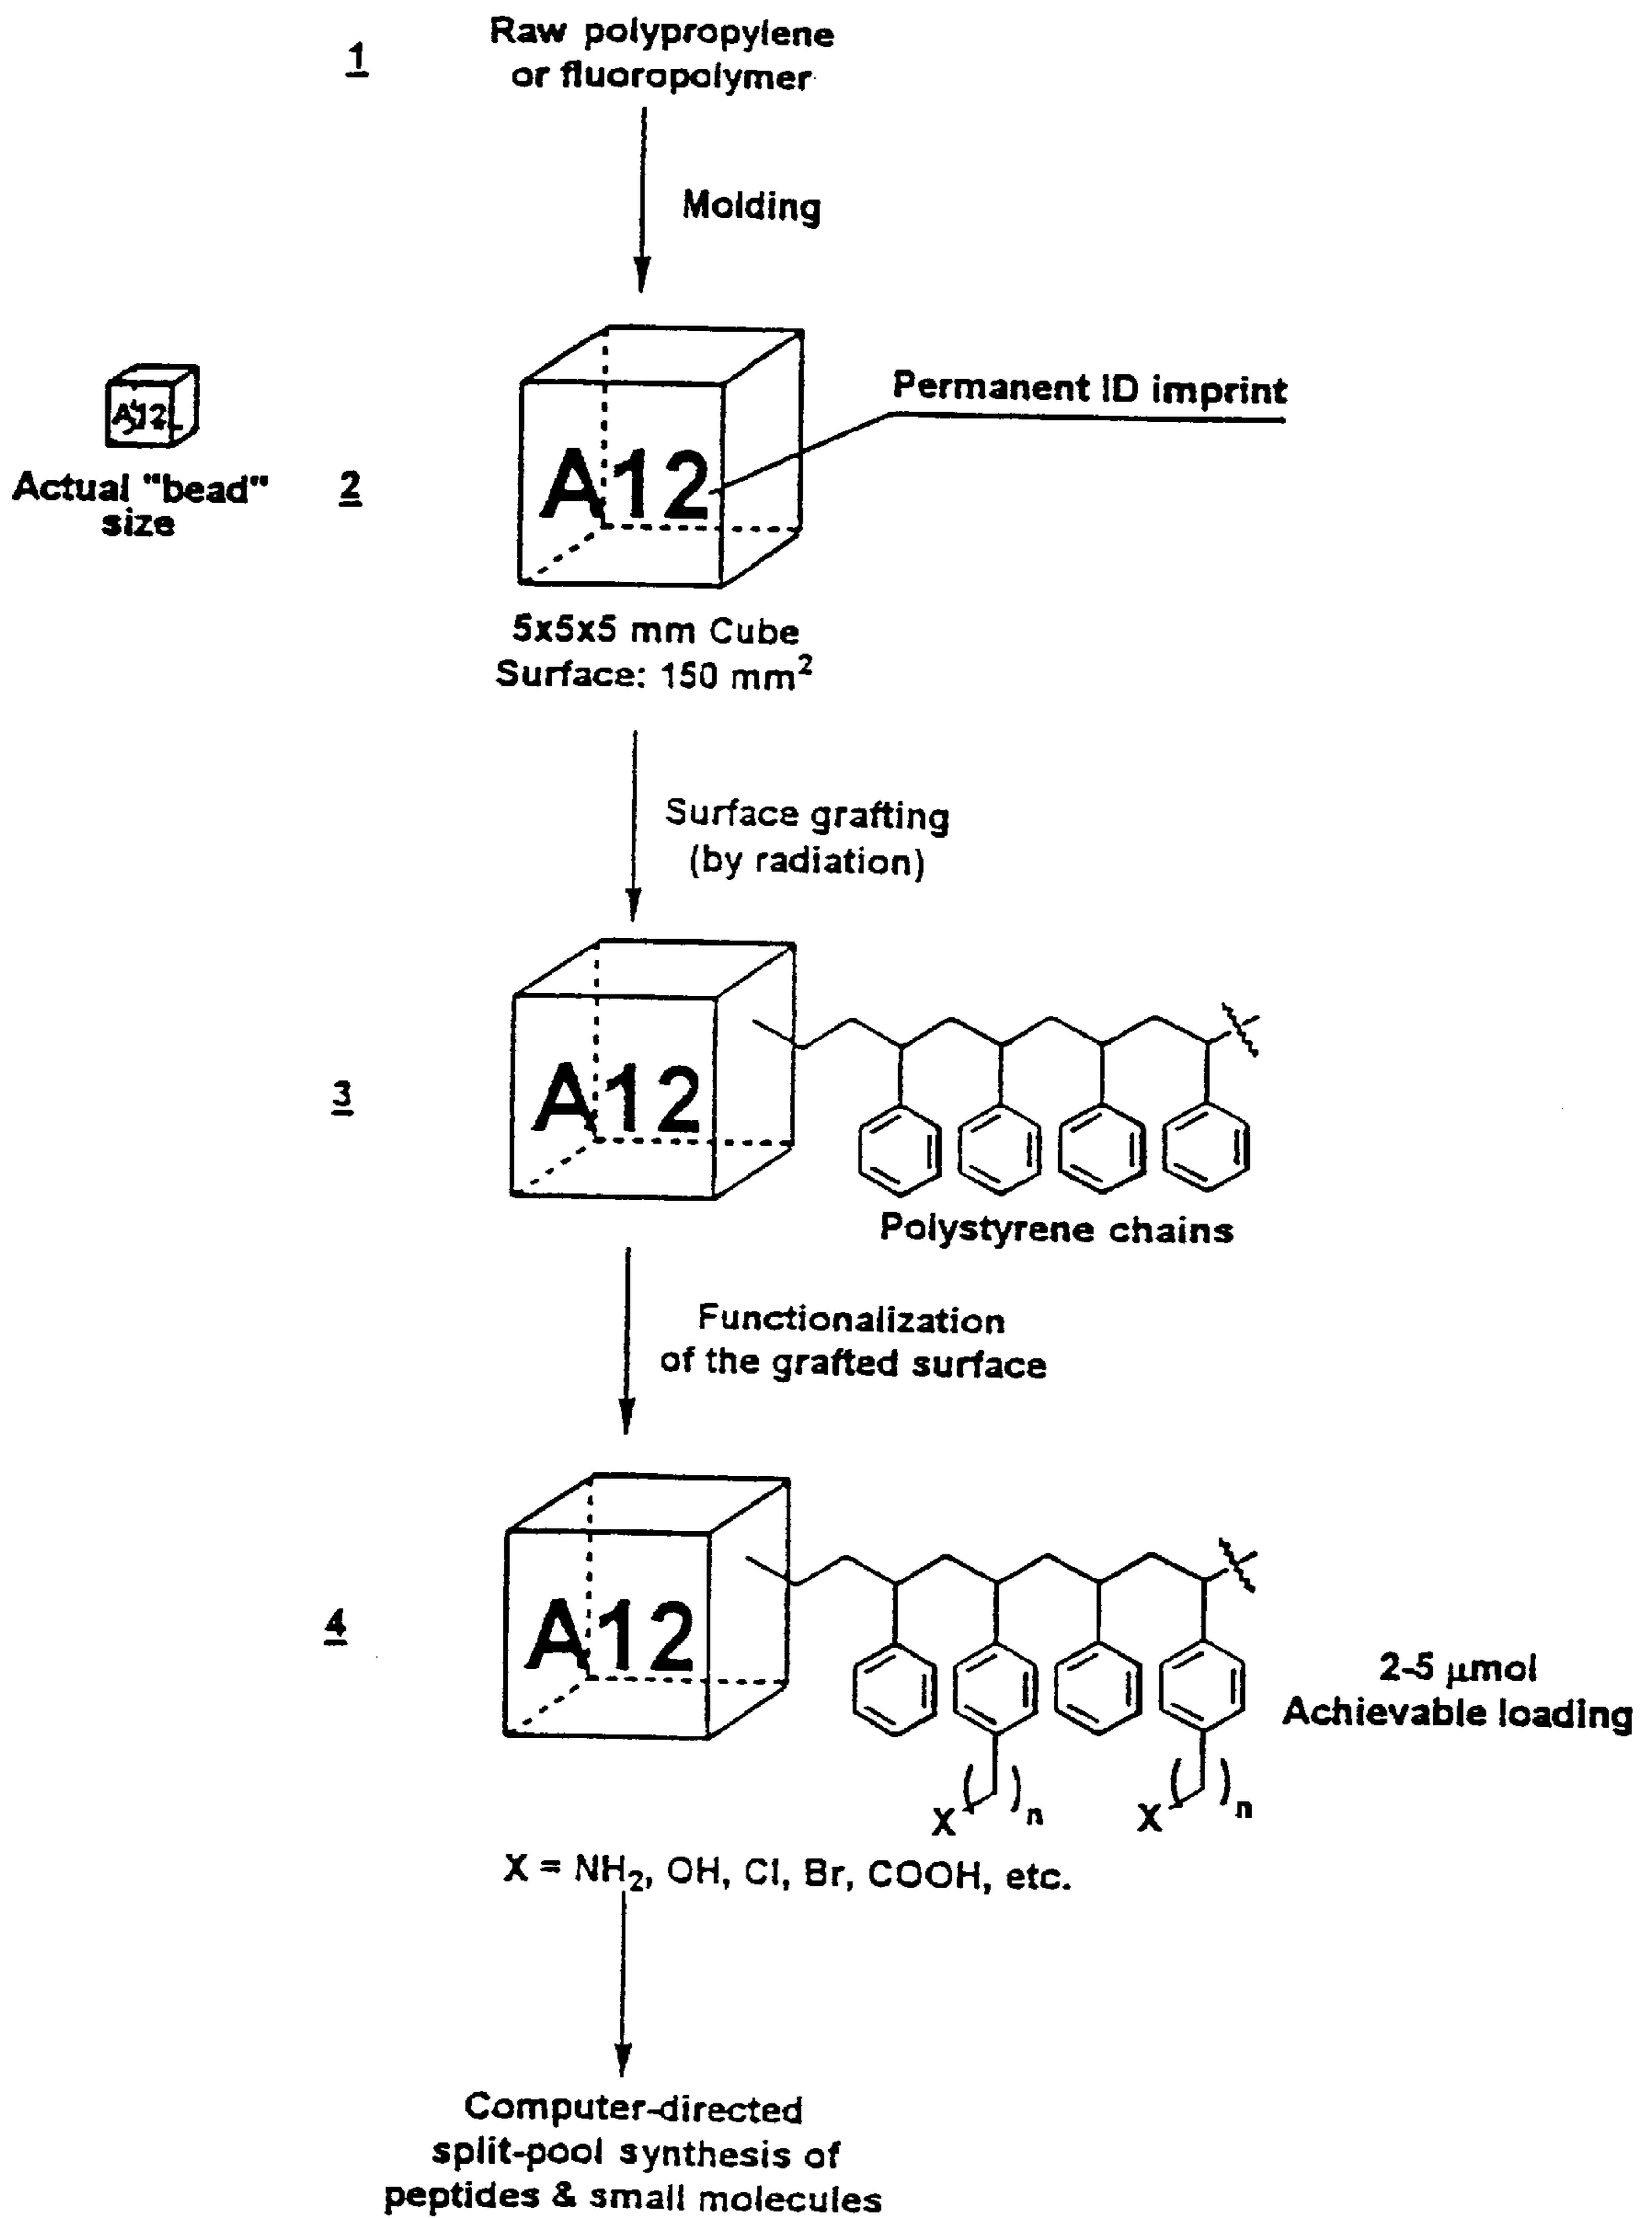 1
Raw polypropylene
or fluoropolymer
Molding
Permanent ID imprint
A12
Actual "bead"
size
2
A12
5x5x5 mm Cube
Surface: 150 mm²
Surface grafting
(by radiation)
3
A12
Polystyrene chains
Functionalization
of the grafted surface
4
A12
2-5 μmol
Achievable loading
X ( )n X ( )n
X = NH₂, OH, Cl, Br, COOH, etc.
Computer-directed
split-pool synthesis of
peptides & small molecules